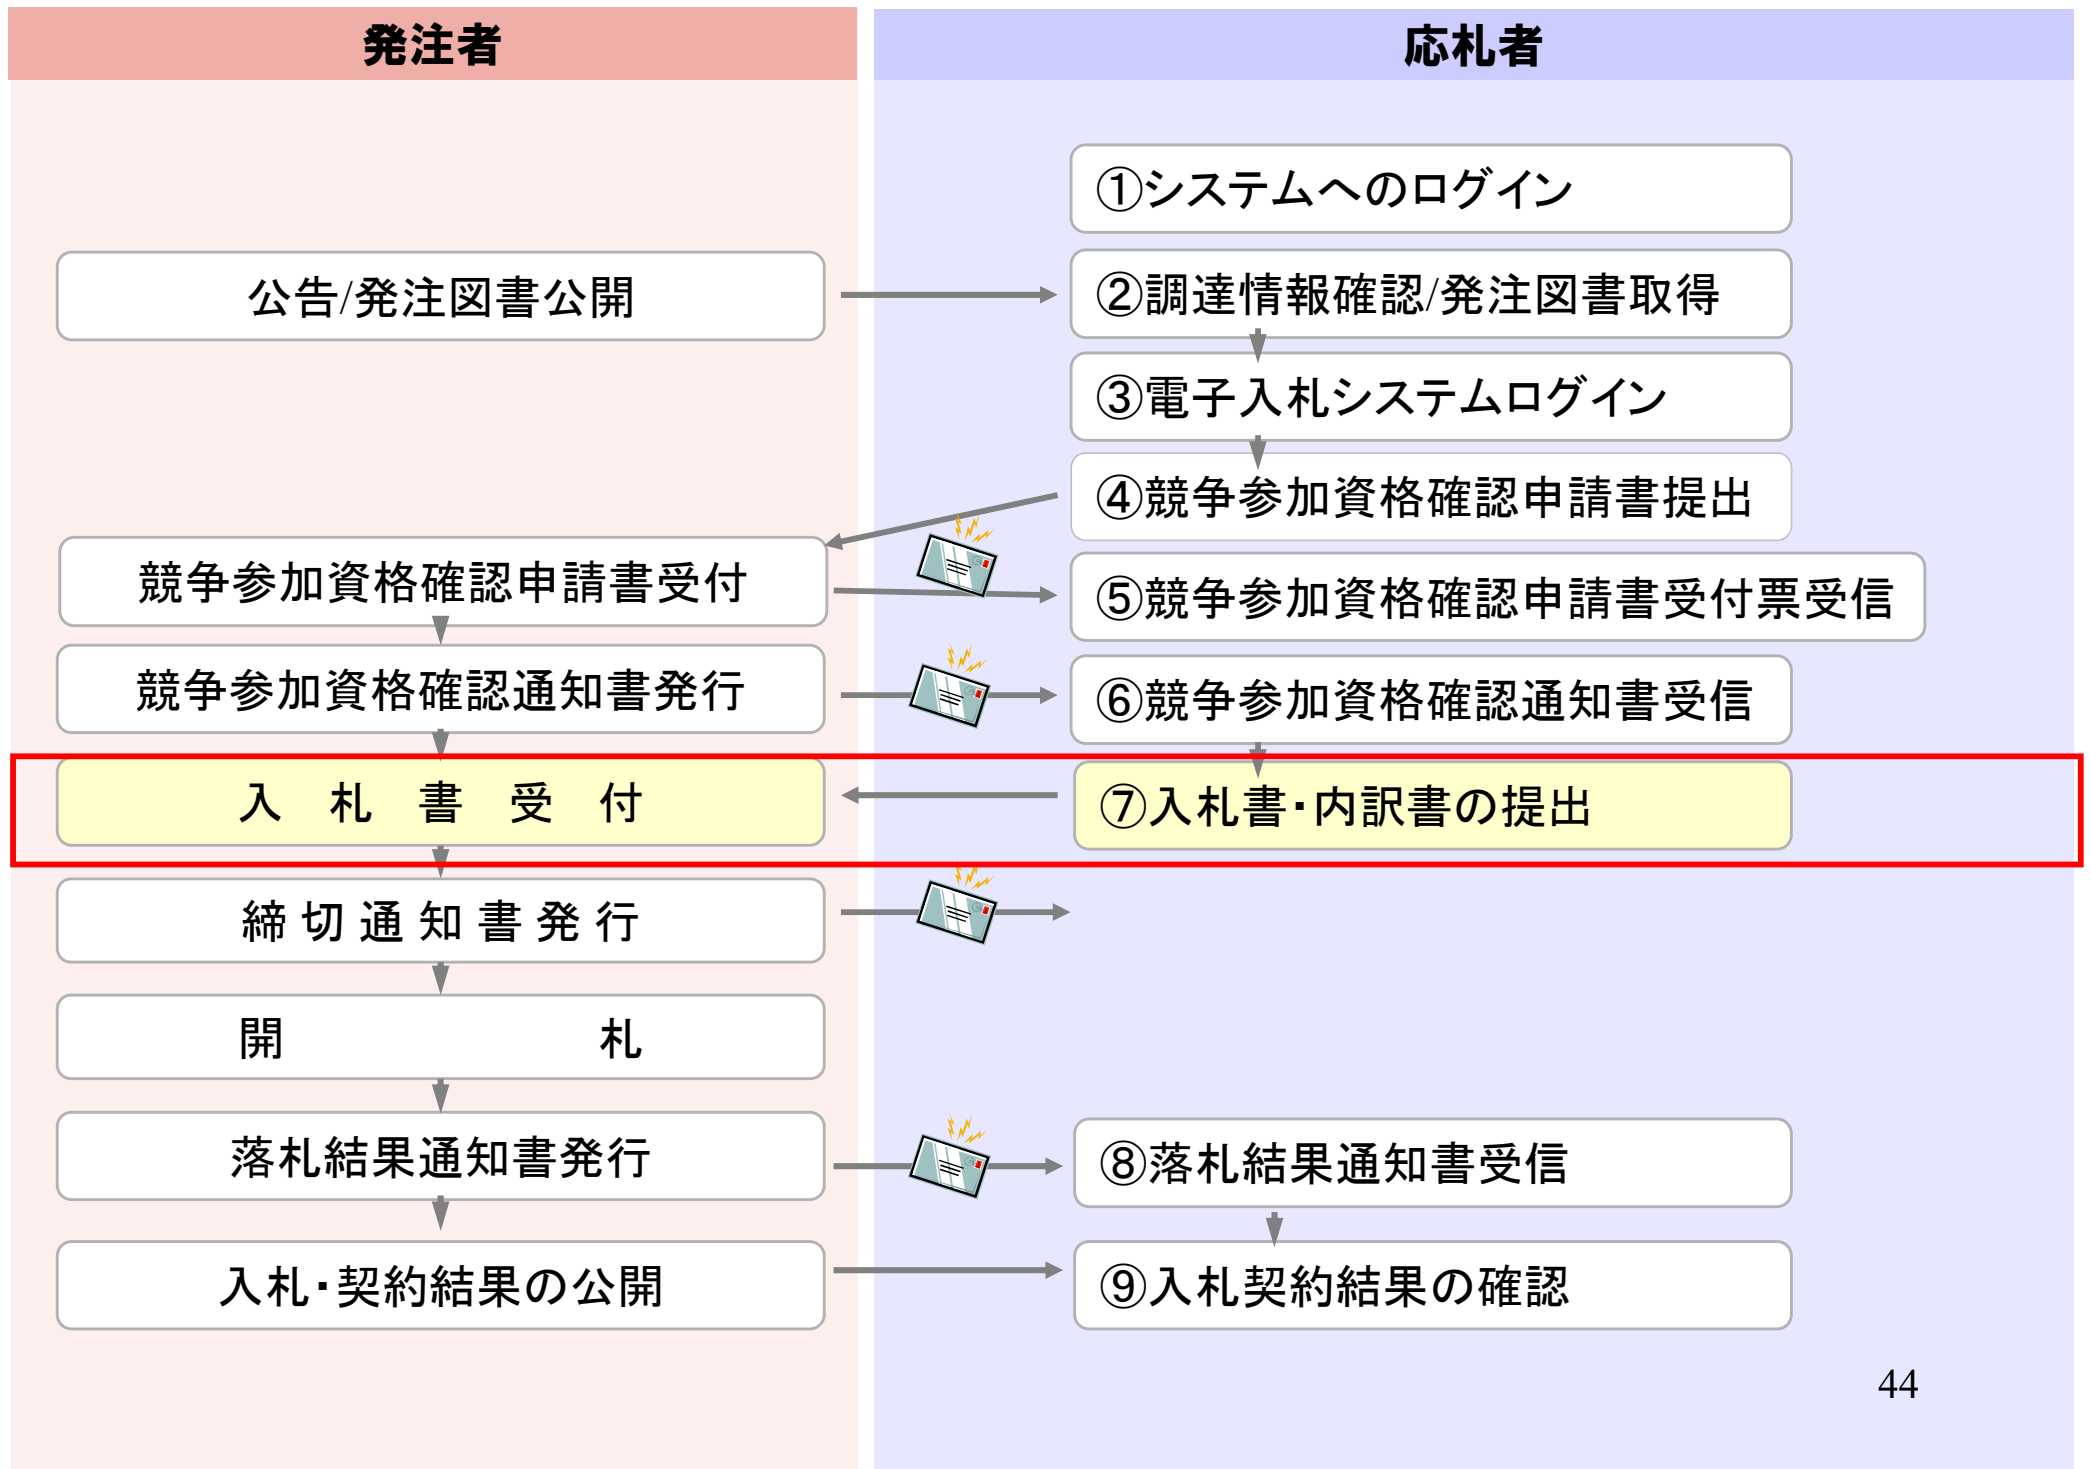 発注者
応札者
①システムへのログイン
公告/発注図書公開
②調達情報確認/発注図書取得
③電子入札システムログイン
④競争参加資格確認申請書提出
競争参加資格確認申請書受付
⑤競争参加資格確認申請書受付票受信
競争参加資格確認通知書発行
⑥競争参加資格確認通知書受信
入　札　書　受　付
⑦入札書・内訳書の提出
締 切 通 知 書 発 行
開　　　　　　　札
落札結果通知書発行
⑧落札結果通知書受信
入札・契約結果の公開
⑨入札契約結果の確認
44